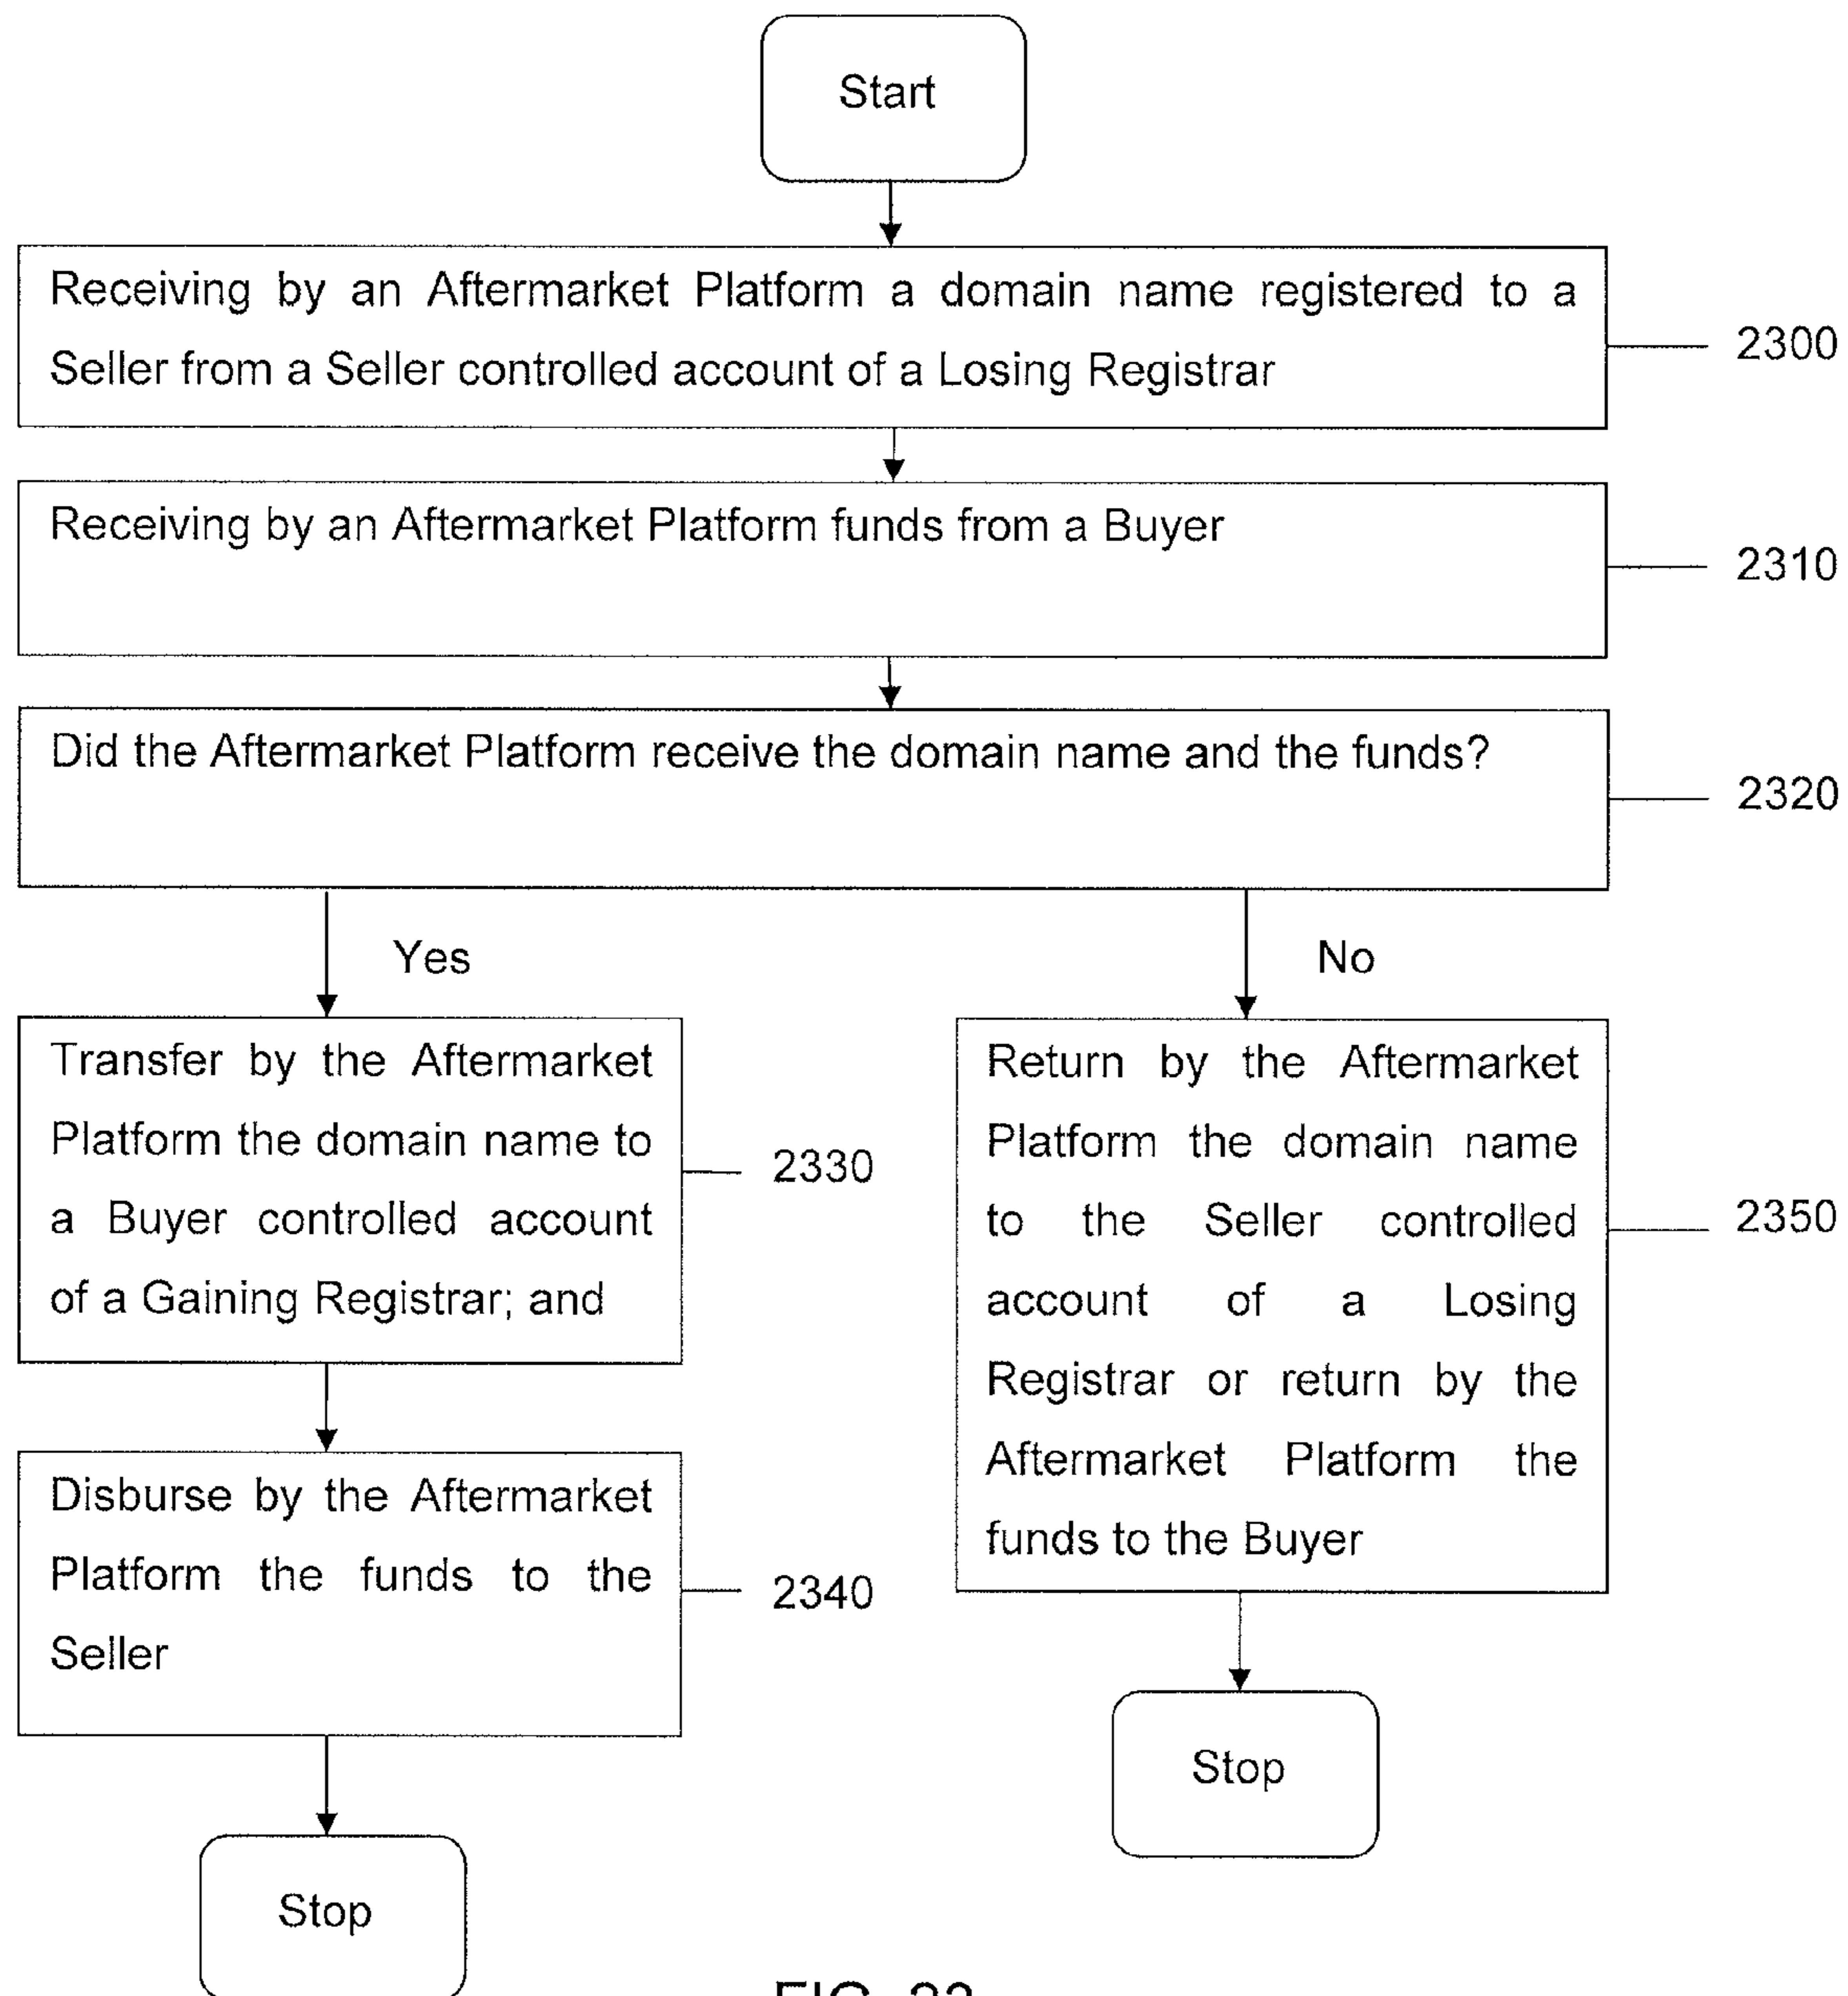 Start
Receiving by an Aftermarket Platform a domain name registered to a
Seller from a Seller controlled account of a Losing Registrar
2300
Receiving by an Aftermarket Platform funds from a Buyer
2310
Did the Aftermarket Platform receive the domain name and the funds?
2320
Yes
No
Transfer by the Aftermarket
Platform the domain name to
a Buyer controlled account
of a Gaining Registrar; and
2330
Return by the Aftermarket
Platform the domain name
to the Seller controlled
account of a Losing
Registrar or return by the
Aftermarket Platform the
funds to the Buyer
2350
Disburse by the Aftermarket
Platform the funds to the
Seller
2340
Stop
Stop
FIG. 23